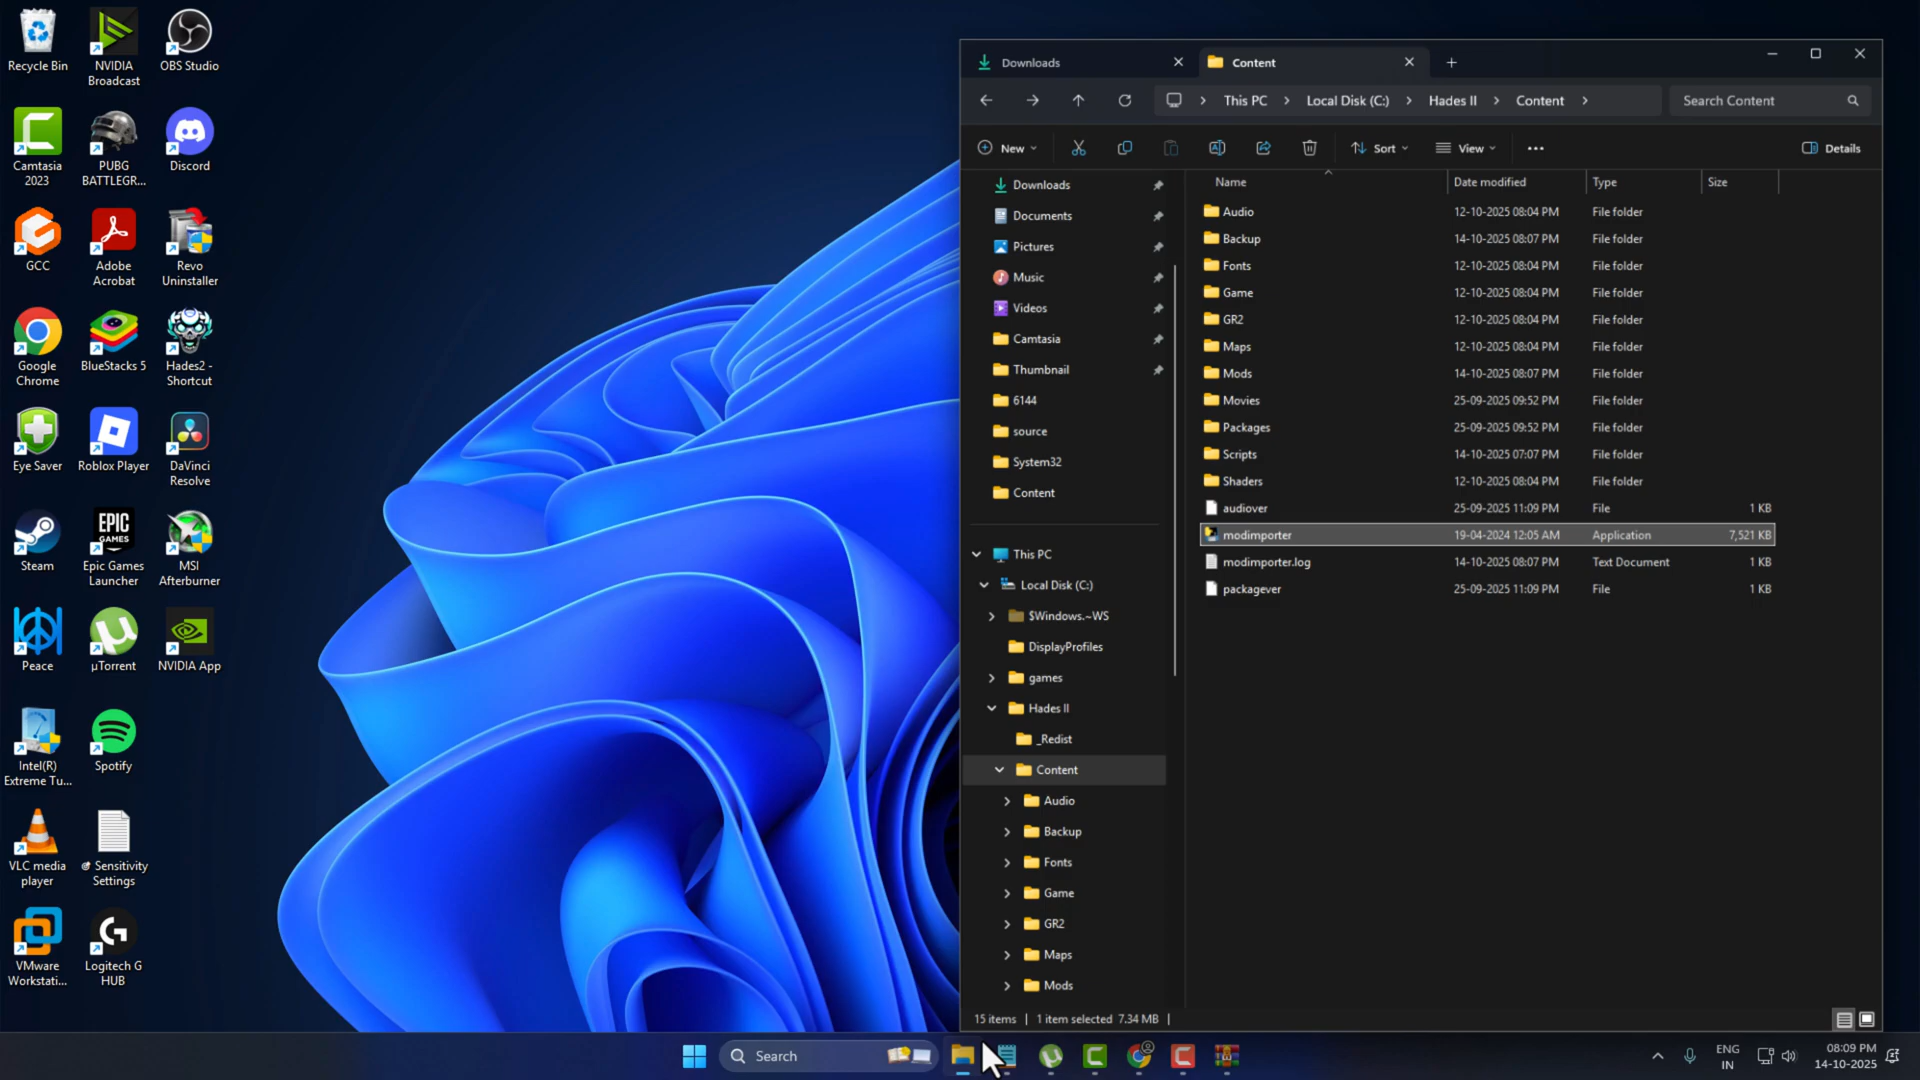 Recycle Bin
NVIDIA
Broadcast
OBS Studio
Camtasia
2023
PUBG
BATTLEGR...
Discord
GCC
Adobe
Acrobat
Revo
Uninstaller
Google
Chrome
BlueStacks 5
Hades2 -
Shortcut
Eye Saver
Roblox Player
DaVinci
Resolve
Steam
EPIC
GAMES
Epic Games
Launcher
MSI
Afterburner
Peace
µTorrent
NVIDIA App
Intel(R)
Extreme Tu...
Spotify
VLC media
player
Sensitivity
Settings
VMware
Workstati...
Logitech G
HUB
Downloads
Content
This PC
Local Disk (C:)
Hades II
Content
Search Content
New
Sort
View
Details
Downloads
Documents
Pictures
Music
Videos
Camtasia
Thumbnail
6144
source
System32
Content
This PC
Local Disk (C:)
$Windows.~WS
DisplayProfiles
games
Hades II
_Redist
Content
Audio
Backup
Fonts
Game
GR2
Maps
Mods
Name Date modified Type Size
Audio 12-10-2025 08:04 PM File folder
Backup 14-10-2025 08:07 PM File folder
Fonts 12-10-2025 08:04 PM File folder
Game 12-10-2025 08:04 PM File folder
GR2 12-10-2025 08:04 PM File folder
Maps 12-10-2025 08:04 PM File folder
Mods 14-10-2025 08:07 PM File folder
Movies 25-09-2025 09:52 PM File folder
Packages 25-09-2025 09:52 PM File folder
Scripts 14-10-2025 07:07 PM File folder
Shaders 12-10-2025 08:04 PM File folder
audiover 25-09-2025 11:09 PM File 1 KB
modimporter 19-04-2024 12:05 AM Application 7,521 KB
modimporter.log 14-10-2025 08:07 PM Text Document 1 KB
packagever 25-09-2025 11:09 PM File 1 KB
15 items 1 item selected 7.34 MB
Search
ENG
IN
08:09 PM
14-10-2025